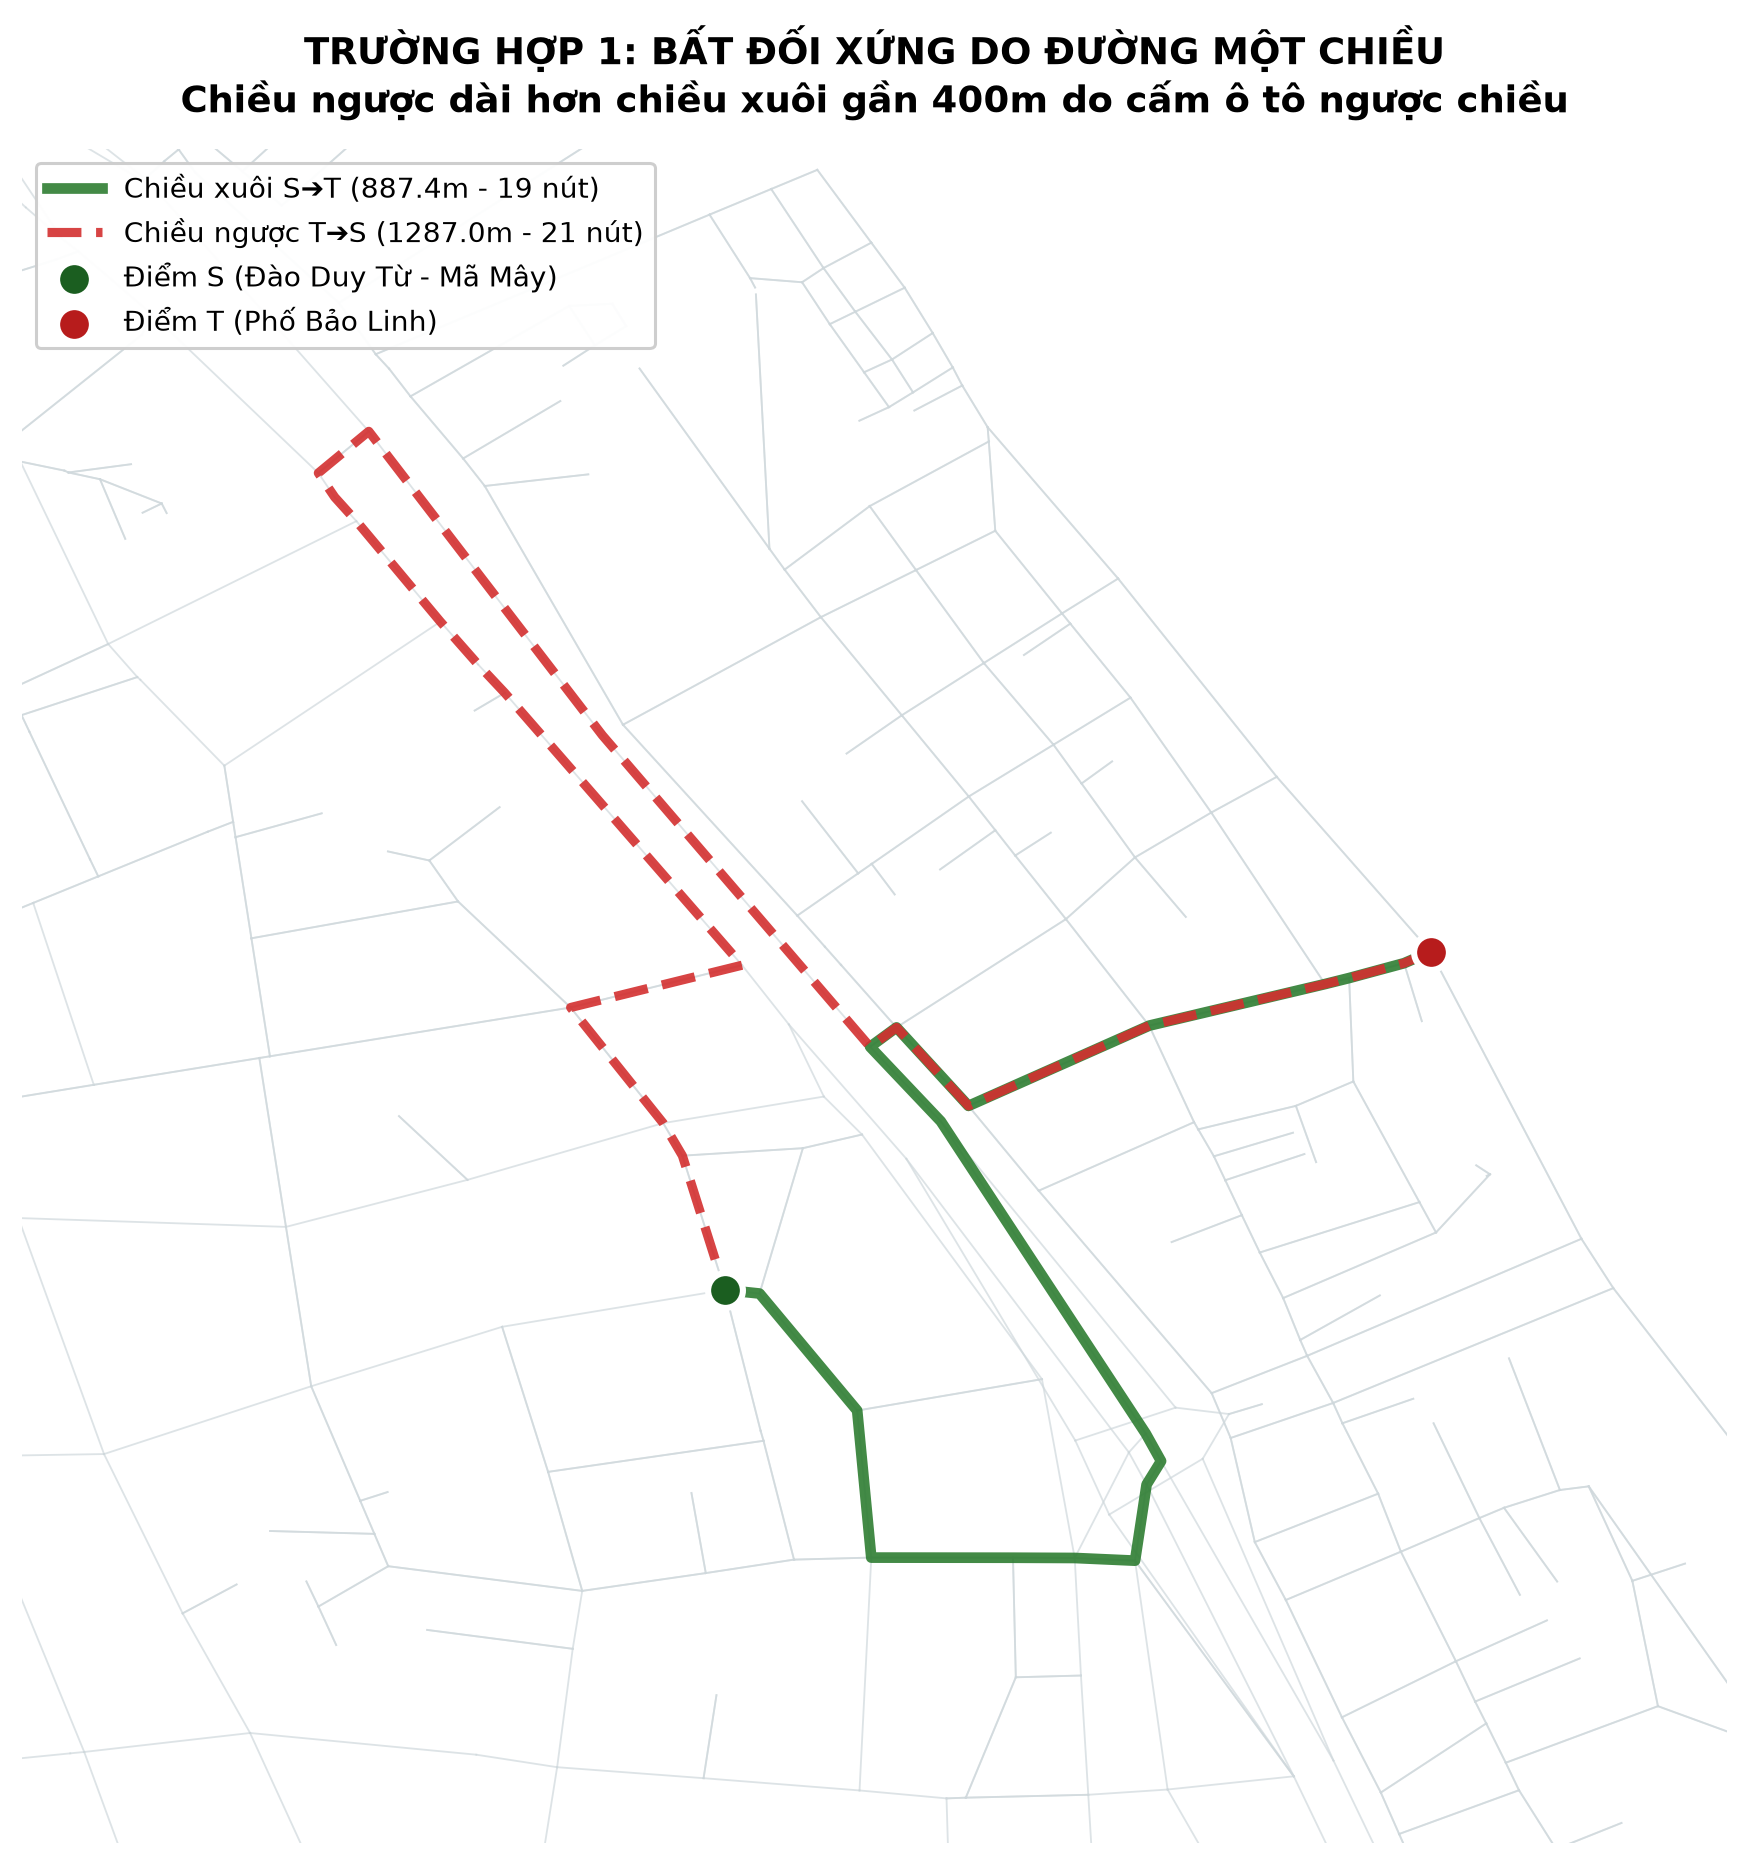 TRƯỜNG HỢP 1: BẤT ĐỐI XỨNG DO ĐƯỜNG MỘT CHIỀU
Chiều ngược dài hơn chiều xuôi gần 400m do cấm ô tô ngược chiều
Chiều xuôi S➔T (887.4m - 19 nút)
Chiều ngược T➔S (1287.0m - 21 nút)
Điểm S (Đào Duy Từ - Mã Mây)
Điểm T (Phố Bảo Linh)